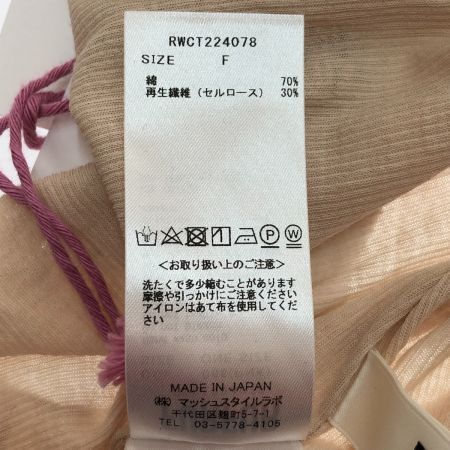 RWCT224078
SIZE F
綿 70%
再生繊維（セルロース） 30%
＜お取り扱い上のご注意＞
洗たくで多少縮むことがあります
摩擦や引っかけにご注意ください
アイロンはあて布を使用してくだ
さい
MADE IN JAPAN
（株）マッシュスタイルラボ
千代田区麹町5-7-1
TEL 03-5778-4105